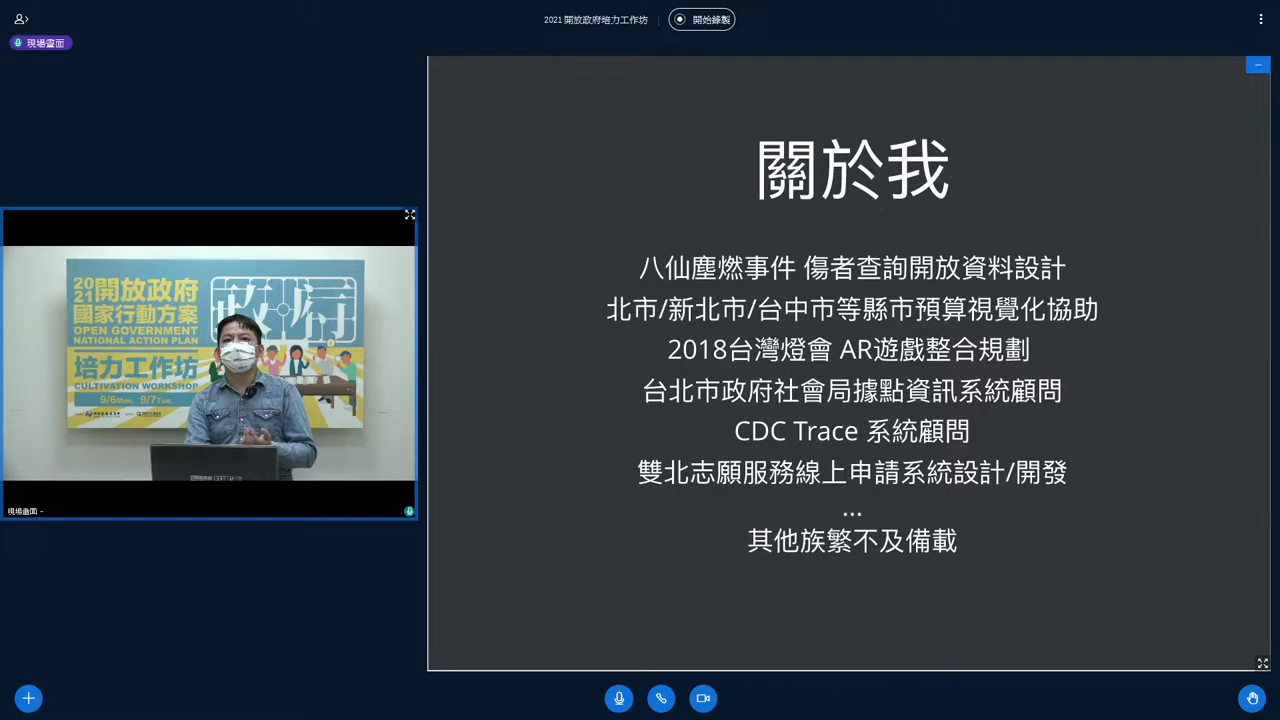 2021 開放政府培力工作坊
開始錄製
現場畫面
關於我
八仙塵燃事件 傷者查詢開放資料設計
北市/新北市/台中市等縣市預算視覺化協助
2018台灣燈會 AR遊戲整合規劃
台北市政府社會局據點資訊系統顧問
CDC Trace 系統顧問
雙北志願服務線上申請系統設計/開發
...
其他族繁不及備載
2021開放政府
國家行動方案
OPEN GOVERNMENT
NATIONAL ACTION PLAN
培力工作坊
CULTIVATION WORKSHOP
9/6Mon. 9/7Tue.
政府
現場畫面